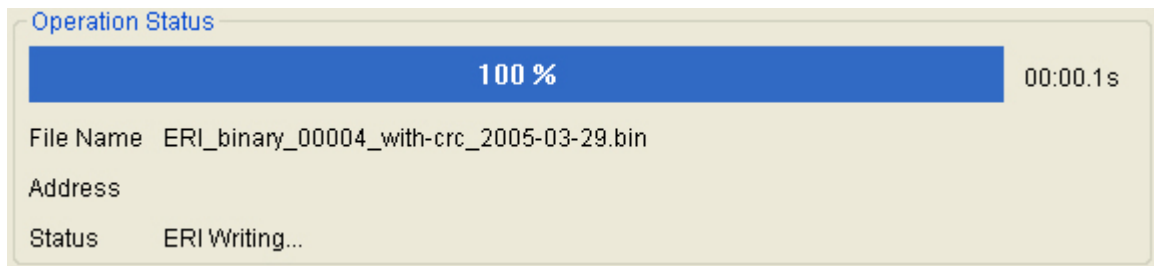 Operation Status
100 % 00:00.1s
File Name ERI_binary_00004_with-crc_2005-03-29.bin
Address
Status ERI Writing...